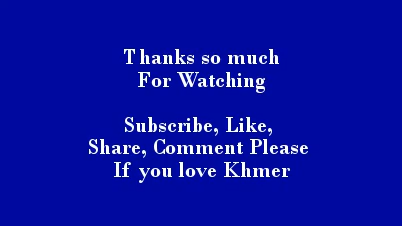 Thanks so much
For Watching
Subscribe, Like,
Share, Comment Please
If you love Khmer